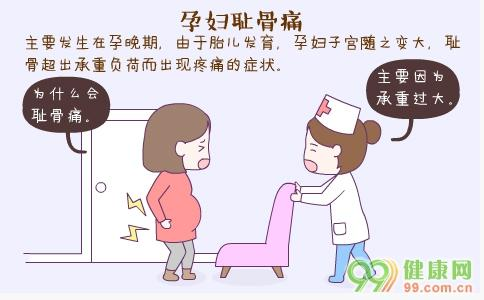 孕妇耻骨痛
主要发生在孕晚期，由于胎儿发育，孕妇子宫随之变大，耻
骨超出承重负荷而出现疼痛的症状。
为什么会
耻骨痛。
主要因为
承重过大。
99健康网
99.com.cn